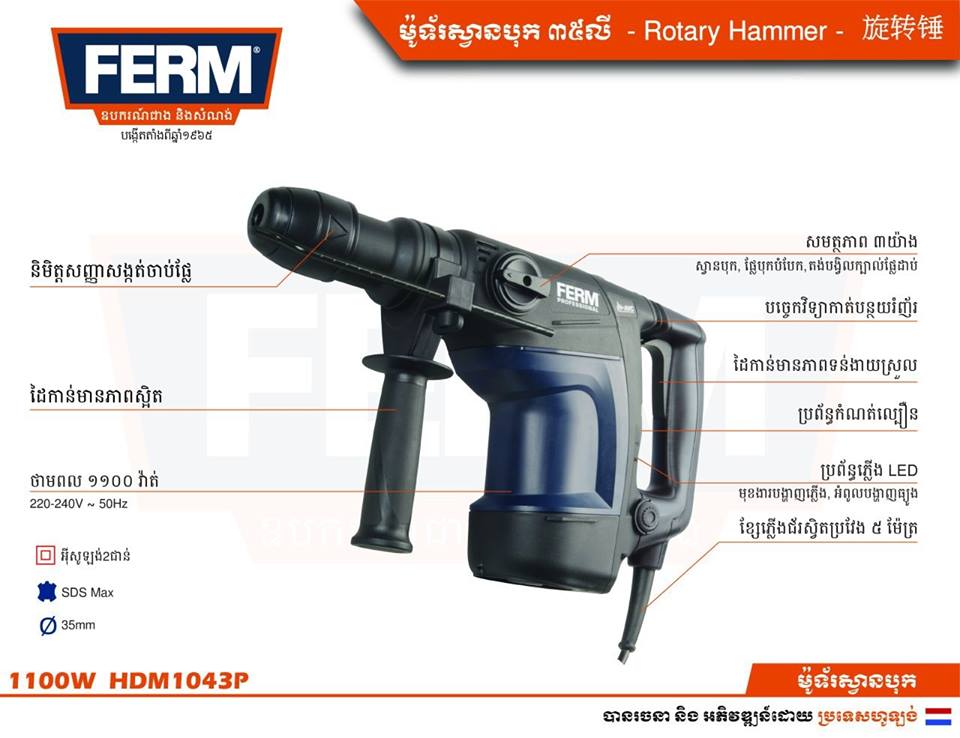 ម៉ូទ័រស្វានបុក ៣៥លី - Rotary Hammer - 旋转锤
FERM®
ឧបករណ៍ជាង និងសំណង់
បង្កើតតាំងពីឆ្នាំ១៩៦៥
និមិត្តសញ្ញាសង្កត់ចាប់ផ្លែ
ដៃកាន់មានភាពស្អិត
ថាមពល ១១០០ វ៉ាត់
220-240V ~ 50Hz
អ៊ីសូឡង់2ជាន់
SDS Max
35mm
FERM
PROFESSIONAL
សមត្ថភាព ៣យ៉ាង
ស្វានបុក, ផ្លែបុកបំបែក,តង់បង្វិលក្បាលផ្លែដាប់
បច្ចេកវិទ្យាកាត់បន្ថយរំញ័រ
ដៃកាន់មានភាពទន់ងាយស្រួល
ប្រព័ន្ធកំណត់ល្បឿន
ប្រព័ន្ធភ្លើង LED
មុខងារបង្ហាញភ្លើង, អំពូលបង្ហាញត្បូង
ខ្សែភ្លើងជ័រស្វិតប្រវែង ៥ ម៉ែត្រ
1100W HDM1043P
ម៉ូទ័រស្វានបុក
បានរចនា និង អភិវឌ្ឍន៍ដោយ ប្រទេសហូឡង់